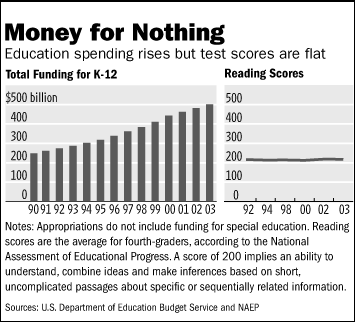 Money for Nothing
Education spending rises but test scores are flat
Total Funding for K-12
$500 billion
400
300
200
100
0
90 91 92 93 94 95 96 97 98 99 00 01 02 03
Reading Scores
500
400
300
200
100
0
92 94 98 00 02 03
Notes: Appropriations do not include funding for special education. Reading
scores are the average for fourth-graders, according to the National
Assessment of Educational Progress. A score of 200 implies an ability to
understand, combine ideas and make inferences based on short,
uncomplicated passages about specific or sequentially related information.
Sources: U.S. Department of Education Budget Service and NAEP